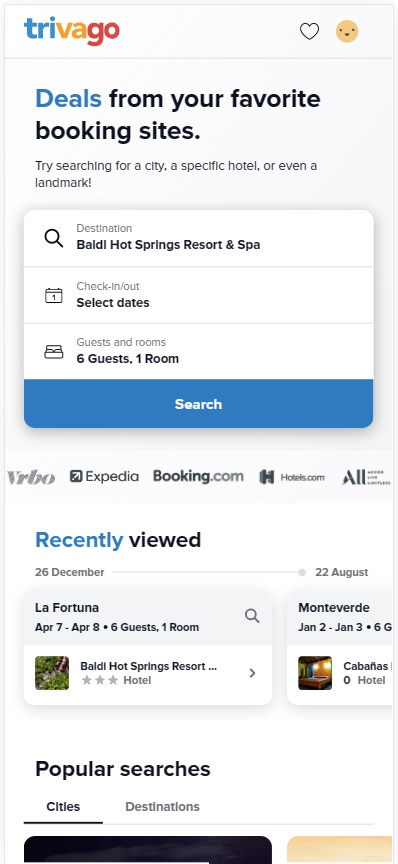 trivago
Deals from your favorite
booking sites.
Try searching for a city, a specific hotel, or even a
landmark!
Destination
Baldi Hot Springs Resort & Spa
Check-in/out
1
Select dates
Guests and rooms
6 Guests, 1 Room
Search
Vrbo Expedia Booking.com Hotels.com ALL ACCOR LIVE LIMITLESS
Recently viewed
26 December 22 August
La Fortuna
Apr 7 - Apr 8 • 6 Guests, 1 Room
Baldi Hot Springs Resort ...
Hotel
Monteverde
Jan 2 - Jan 3 • 6 G
Cabañas
0 Hotel
Popular searches
Cities Destinations